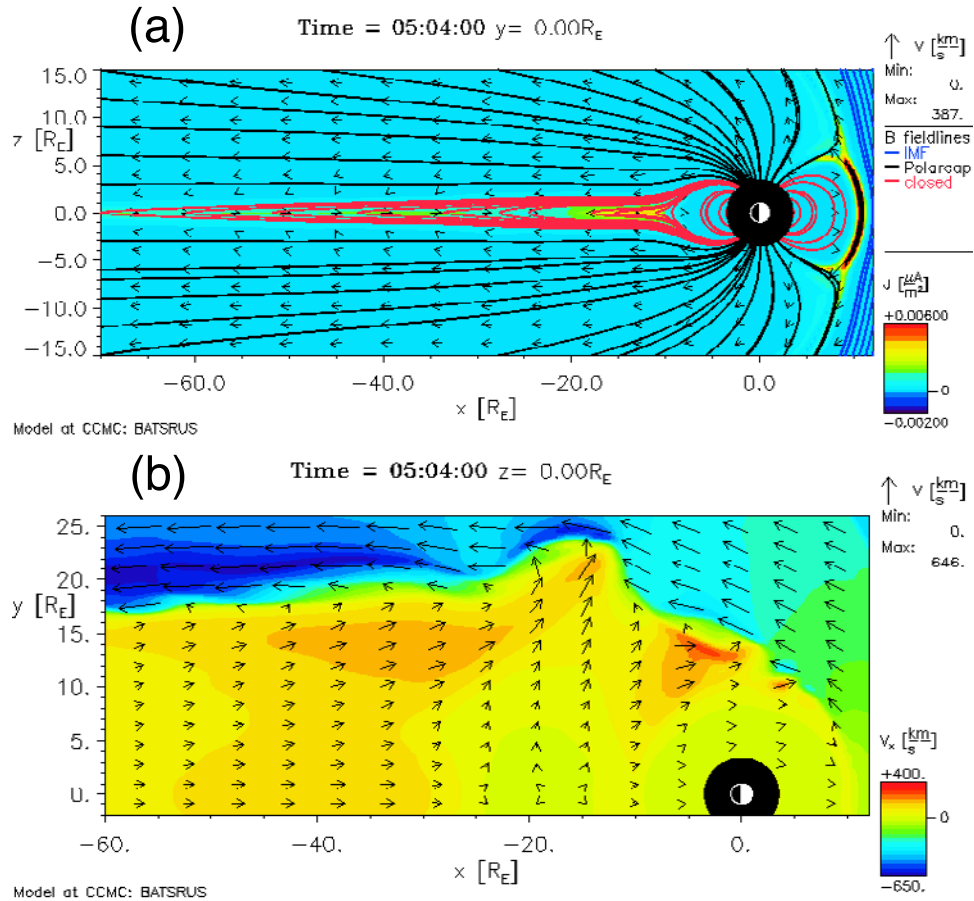 (a)
Time = 05:04:00 y= 0.00R_E
V [km/s]
Min:
0.
Max:
387.
B fieldlines
IMF
Polarcap
closed
J [μA/m²]
+0.00600
0
-0.00200
15.0
10.0
5.0
0.0
-5.0
-10.0
-15.0
z [R_E]
-60.0 -40.0 -20.0 0.0
x [R_E]
Model at CCMC: BATSRUS
(b)
Time = 05:04:00 z= 0.00R_E
V [km/s]
Min:
0.
Max:
646.
V_x [km/s]
+400.
0
-650.
25.
20.
15.
10.
5.
0.
y [R_E]
-60. -40. -20. 0.
x [R_E]
Model at CCMC: BATSRUS